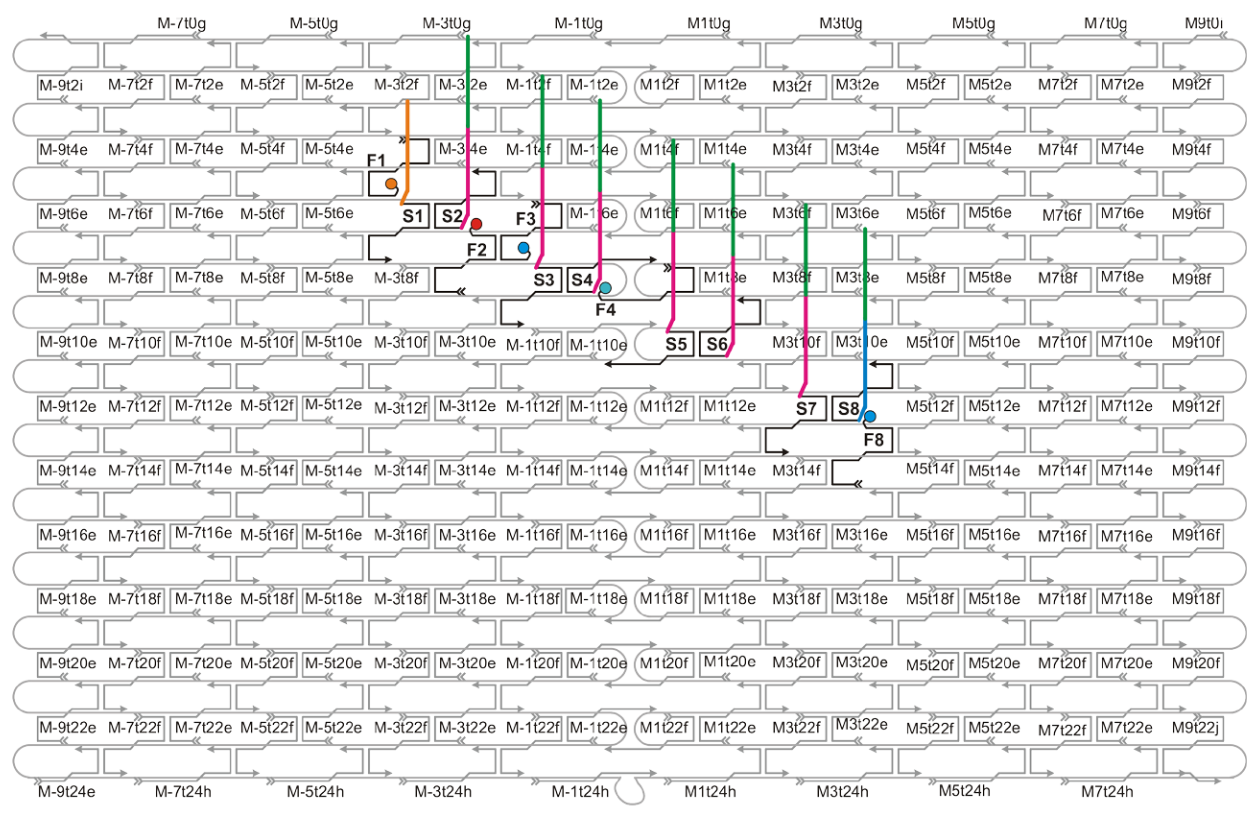 M-7t0g M-5t0g M-3t0g M-1t0g M1t0g M3t0g M5t0g M7t0g M9t0i
M-9t2i M-7t2f M-7t2e M-5t2f M-5t2e M-3t2f M-3t2e M-1t2f M-1t2e M1t2f M1t2e M3t2f M3t2e M5t2f M5t2e M7t2f M7t2e M9t2f
M-9t4e M-7t4f M-7t4e M-5t4f M-5t4e M-3t4e M-1t4f M-1t4e M1t4f M1t4e M3t4f M3t4e M5t4f M5t4e M7t4f M7t4e M9t4f
F1
M-9t6e M-7t6f M-7t6e M-5t6f M-5t6e S1 S2 F3 M-1t6e M1t6f M1t6e M3t6f M3t6e M5t6f M5t6e M7t6f M7t6e M9t6f
F2
M-9t8e M-7t8f M-7t8e M-5t8f M-5t8e M-3t8f S3 S4 M1t8e M3t8f M3t8e M5t8f M5t8e M7t8f M7t8e M9t8f
F4
M-9t10e M-7t10f M-7t10e M-5t10f M-5t10e M-3t10f M-3t10e M-1t10f M-1t10e S5 S6 M3t10f M3t10e M5t10f M5t10e M7t10f M7t10e M9t10f
M-9t12e M-7t12f M-7t12e M-5t12f M-5t12e M-3t12f M-3t12e M-1t12f M-1t12e M1t12f M1t12e S7 S8 M5t12f M5t12e M7t12f M7t12e M9t12f
F8
M-9t14e M-7t14f M-7t14e M-5t14f M-5t14e M-3t14f M-3t14e M-1t14f M-1t14e M1t14f M1t14e M3t14f M5t14f M5t14e M7t14f M7t14e M9t14f
M-9t16e M-7t16f M-7t16e M-5t16f M-5t16e M-3t16f M-3t16e M-1t16f M-1t16e M1t16f M1t16e M3t16f M3t16e M5t16f M5t16e M7t16f M7t16e M9t16f
M-9t18e M-7t18f M-7t18e M-5t18f M-5t18e M-3t18f M-3t18e M-1t18f M-1t18e M1t18f M1t18e M3t18f M3t18e M5t18f M5t18e M7t18f M7t18e M9t18f
M-9t20e M-7t20f M-7t20e M-5t20f M-5t20e M-3t20f M-3t20e M-1t20f M-1t20e M1t20f M1t20e M3t20f M3t20e M5t20f M5t20e M7t20f M7t20e M9t20f
M-9t22e M-7t22f M-7t22e M-5t22f M-5t22e M-3t22f M-3t22e M-1t22f M-1t22e M1t22f M1t22e M3t22f M3t22e M5t22f M5t22e M7t22f M7t22e M9t22j
M-9t24e M-7t24h M-5t24h M-3t24h M-1t24h M1t24h M3t24h M5t24h M7t24h